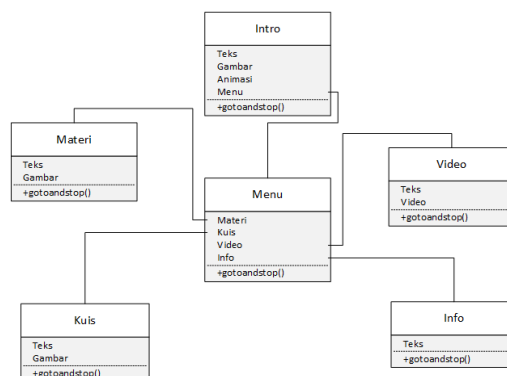 Intro
Teks
Gambar
Animasi
Menu
+gotoandstop()
Materi
Teks
Gambar
+gotoandstop()
Menu
Materi
Kuis
Video
Info
+gotoandstop()
Video
Teks
Video
+gotoandstop()
Kuis
Teks
Gambar
+gotoandstop()
Info
Teks
+gotoandstop()